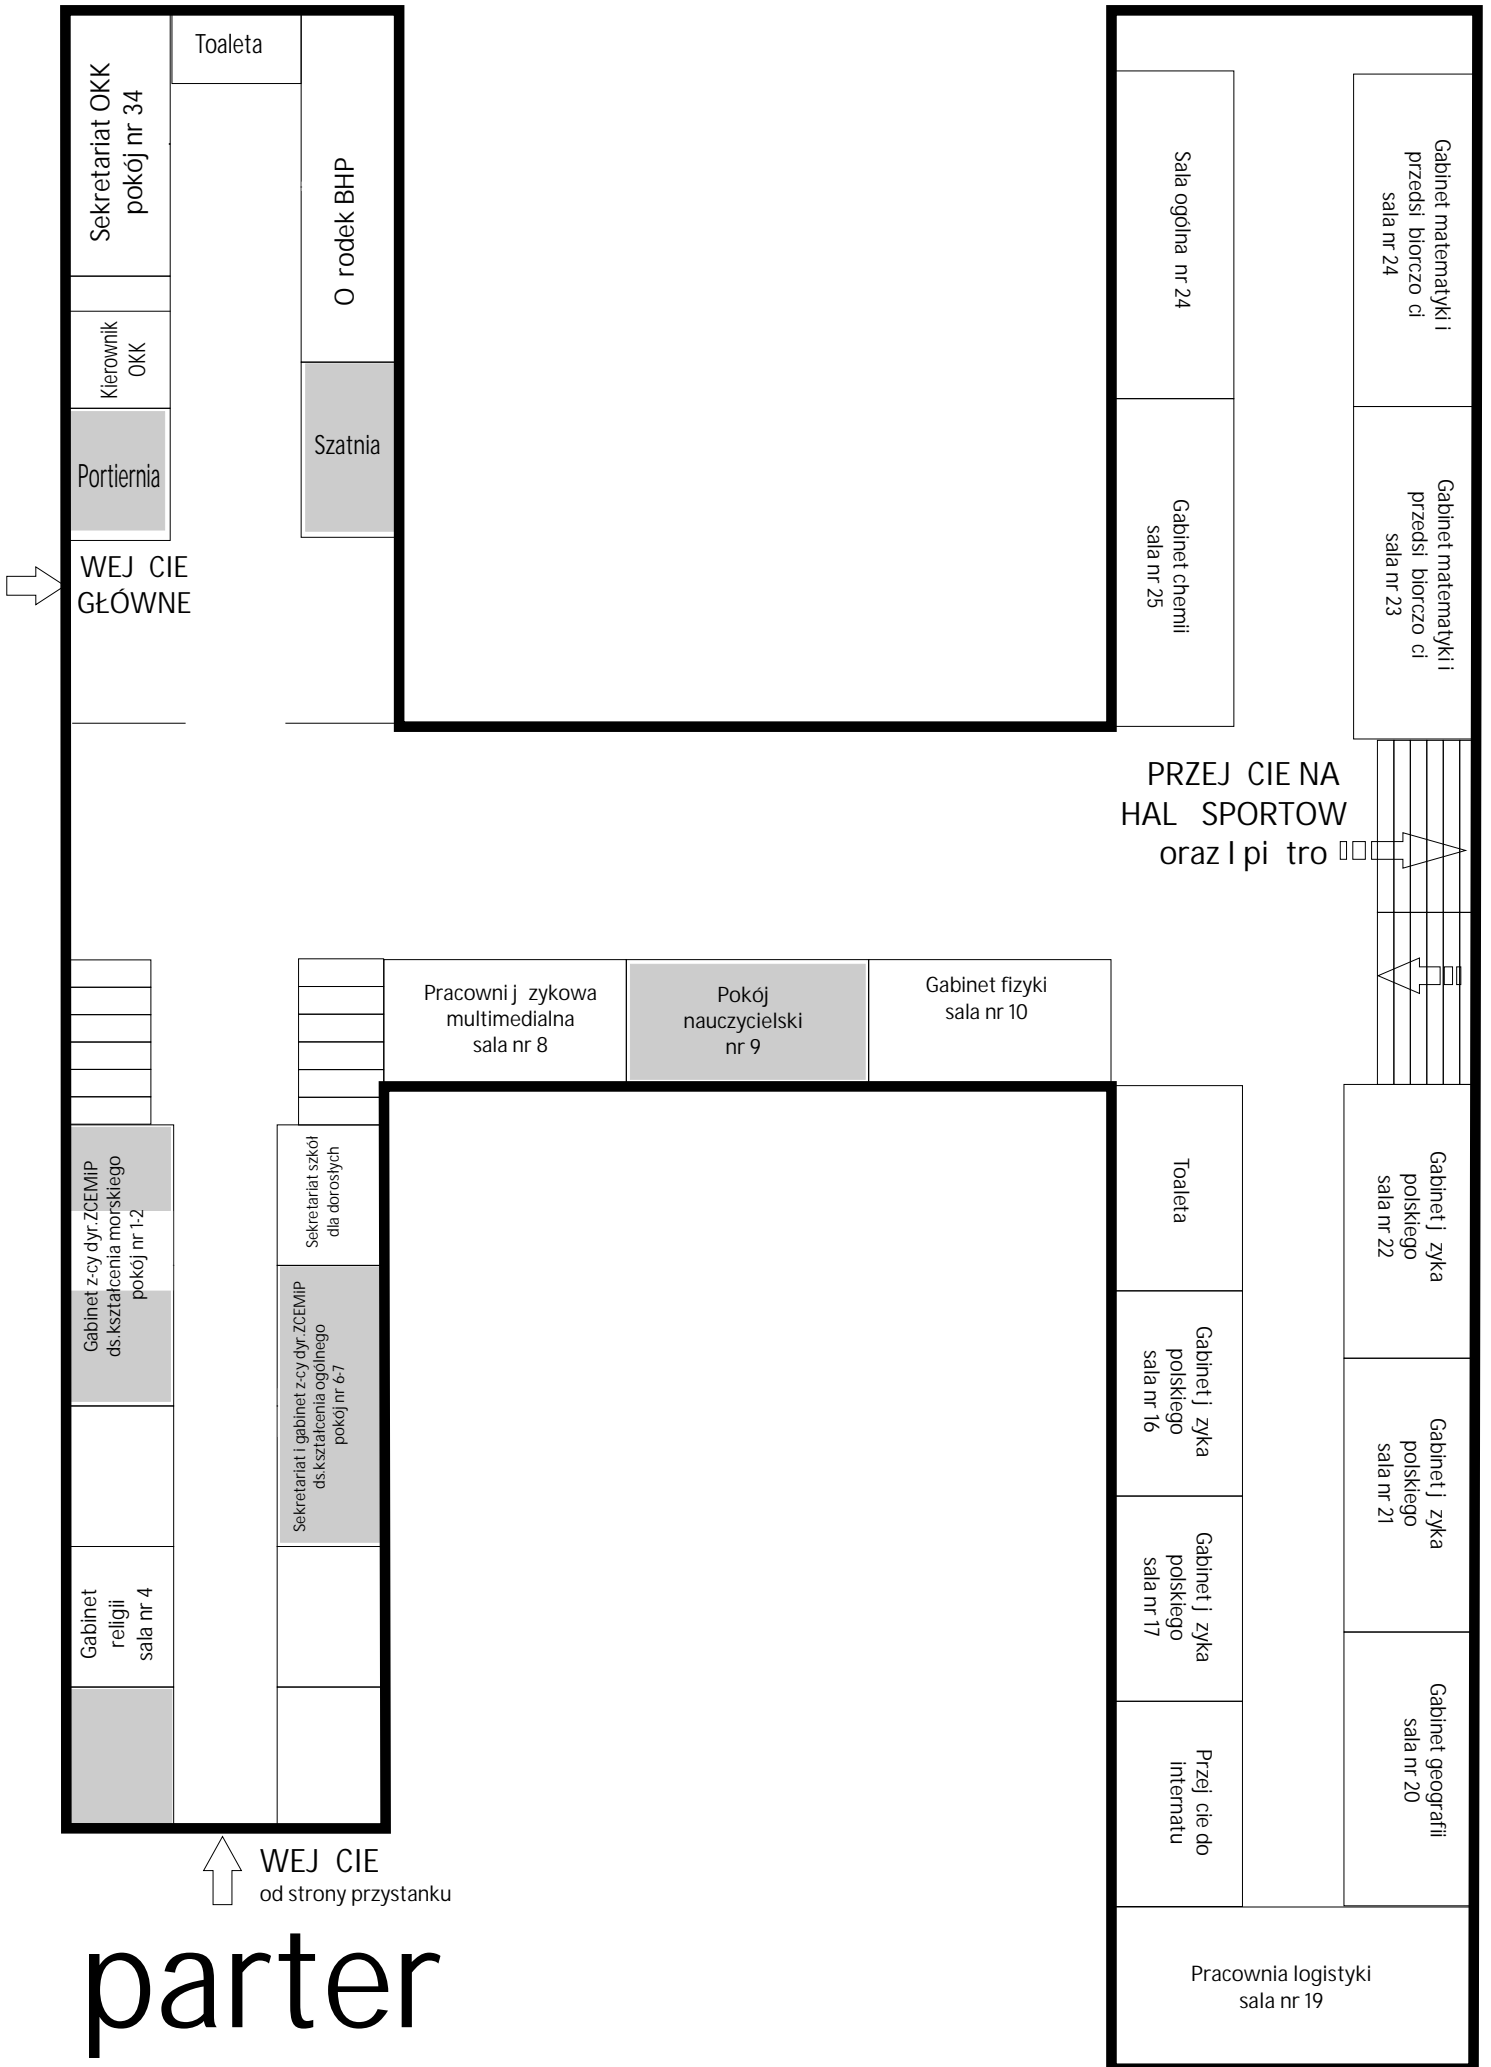 Toaleta
Sekretariat OKK
pokój nr 34
O rodek BHP
Kierownik
OKK
Portiernia
Szatnia
WEJ CIE
GŁÓWNE
Sala ogólna nr 24
Gabinet matematyki i
przedsi biorczo ci
sala nr 24
Gabinet chemii
sala nr 25
Gabinet matematyki i
przedsi biorczo ci
sala nr 23
PRZEJ CIE NA
HAL SPORTOW
oraz I pi tro
Pracowni j zykowa
multimedialna
sala nr 8
Pokój
nauczycielski
nr 9
Gabinet fizyki
sala nr 10
Gabinet z-cy dyr.ZCEMiP
ds.kształcenia morskiego
pokój nr 1-2
Sekretariat szkół
dla dorosłych
Sekretariat i gabinet z-cy dyr.ZCEMiP
ds.kształcenia ogólnego
pokój nr 6-7
Gabinet
religii
sala nr 4
Toaleta
Gabinet j zyka
polskiego
sala nr 22
Gabinet j zyka
polskiego
sala nr 16
Gabinet j zyka
polskiego
sala nr 21
Gabinet j zyka
polskiego
sala nr 17
Przej cie do
internatu
Gabinet geografii
sala nr 20
WEJ CIE
od strony przystanku
parter
Pracownia logistyki
sala nr 19